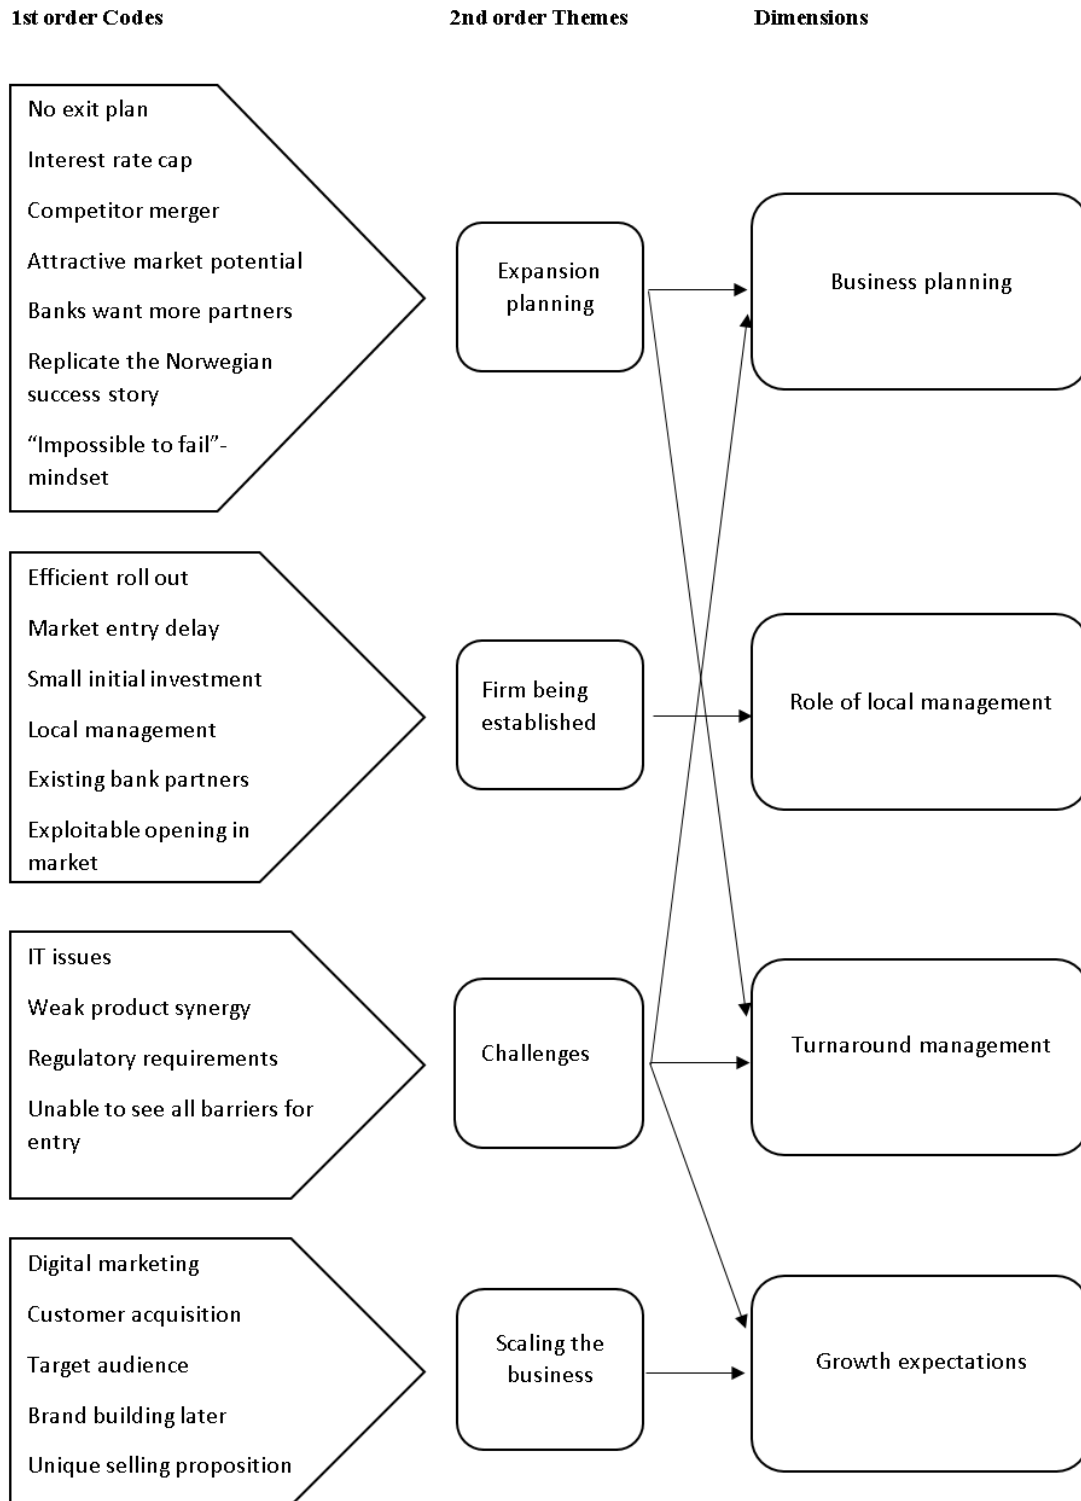 1st order Codes
2nd order Themes
Dimensions
No exit plan
Interest rate cap
Competitor merger
Attractive market potential
Banks want more partners
Replicate the Norwegian
success story
“Impossible to fail”-
mindset
Expansion
planning
Business planning
Efficient roll out
Market entry delay
Small initial investment
Local management
Existing bank partners
Exploitable opening in
market
Firm being
established
Role of local management
IT issues
Weak product synergy
Regulatory requirements
Unable to see all barriers for
entry
Challenges
Turnaround management
Digital marketing
Customer acquisition
Target audience
Brand building later
Unique selling proposition
Scaling the
business
Growth expectations